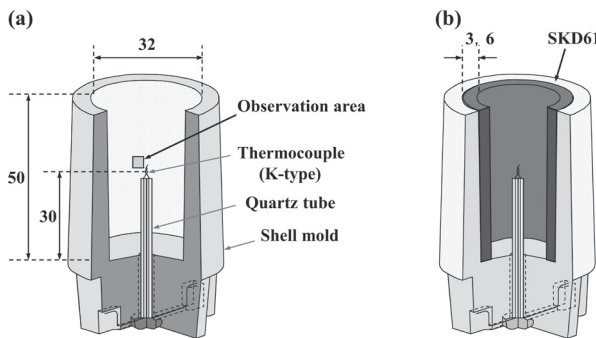 (a)
32
50
30
Observation area
Thermocouple
(K-type)
Quartz tube
Shell mold
(b)
3, 6
SKD61